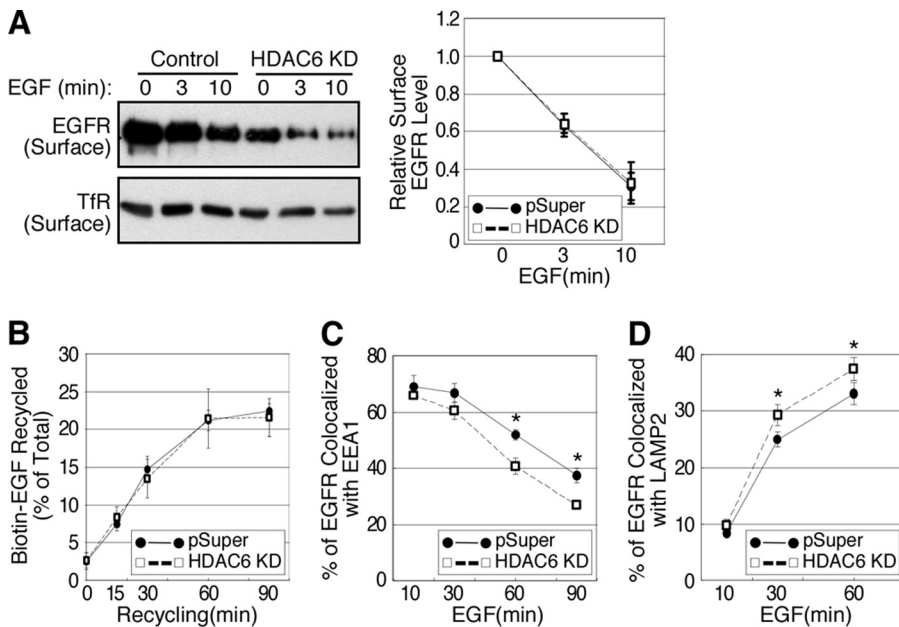 A
Control HDAC6 KD
EGF (min): 0 3 10 0 3 10
EGFR
(Surface)
TfR
(Surface)
Relative Surface
EGFR Level
1.2
1.0
0.8
0.6
0.4
0.2
0
pSuper
HDAC6 KD
0 3 10
EGF(min)
B
Biotin-EGF Recycled
(% of Total)
30
25
20
15
10
5
0
pSuper
HDAC6 KD
0 15 30 60 90
Recycling(min)
C
% of EGFR Colocalized
with EEA1
80
60
40
20
0
* *
pSuper
HDAC6 KD
10 30 60 90
EGF(min)
D
% of EGFR Colocalized
with LAMP2
40
30
20
10
0
* *
pSuper
HDAC6 KD
10 30 60
EGF(min)